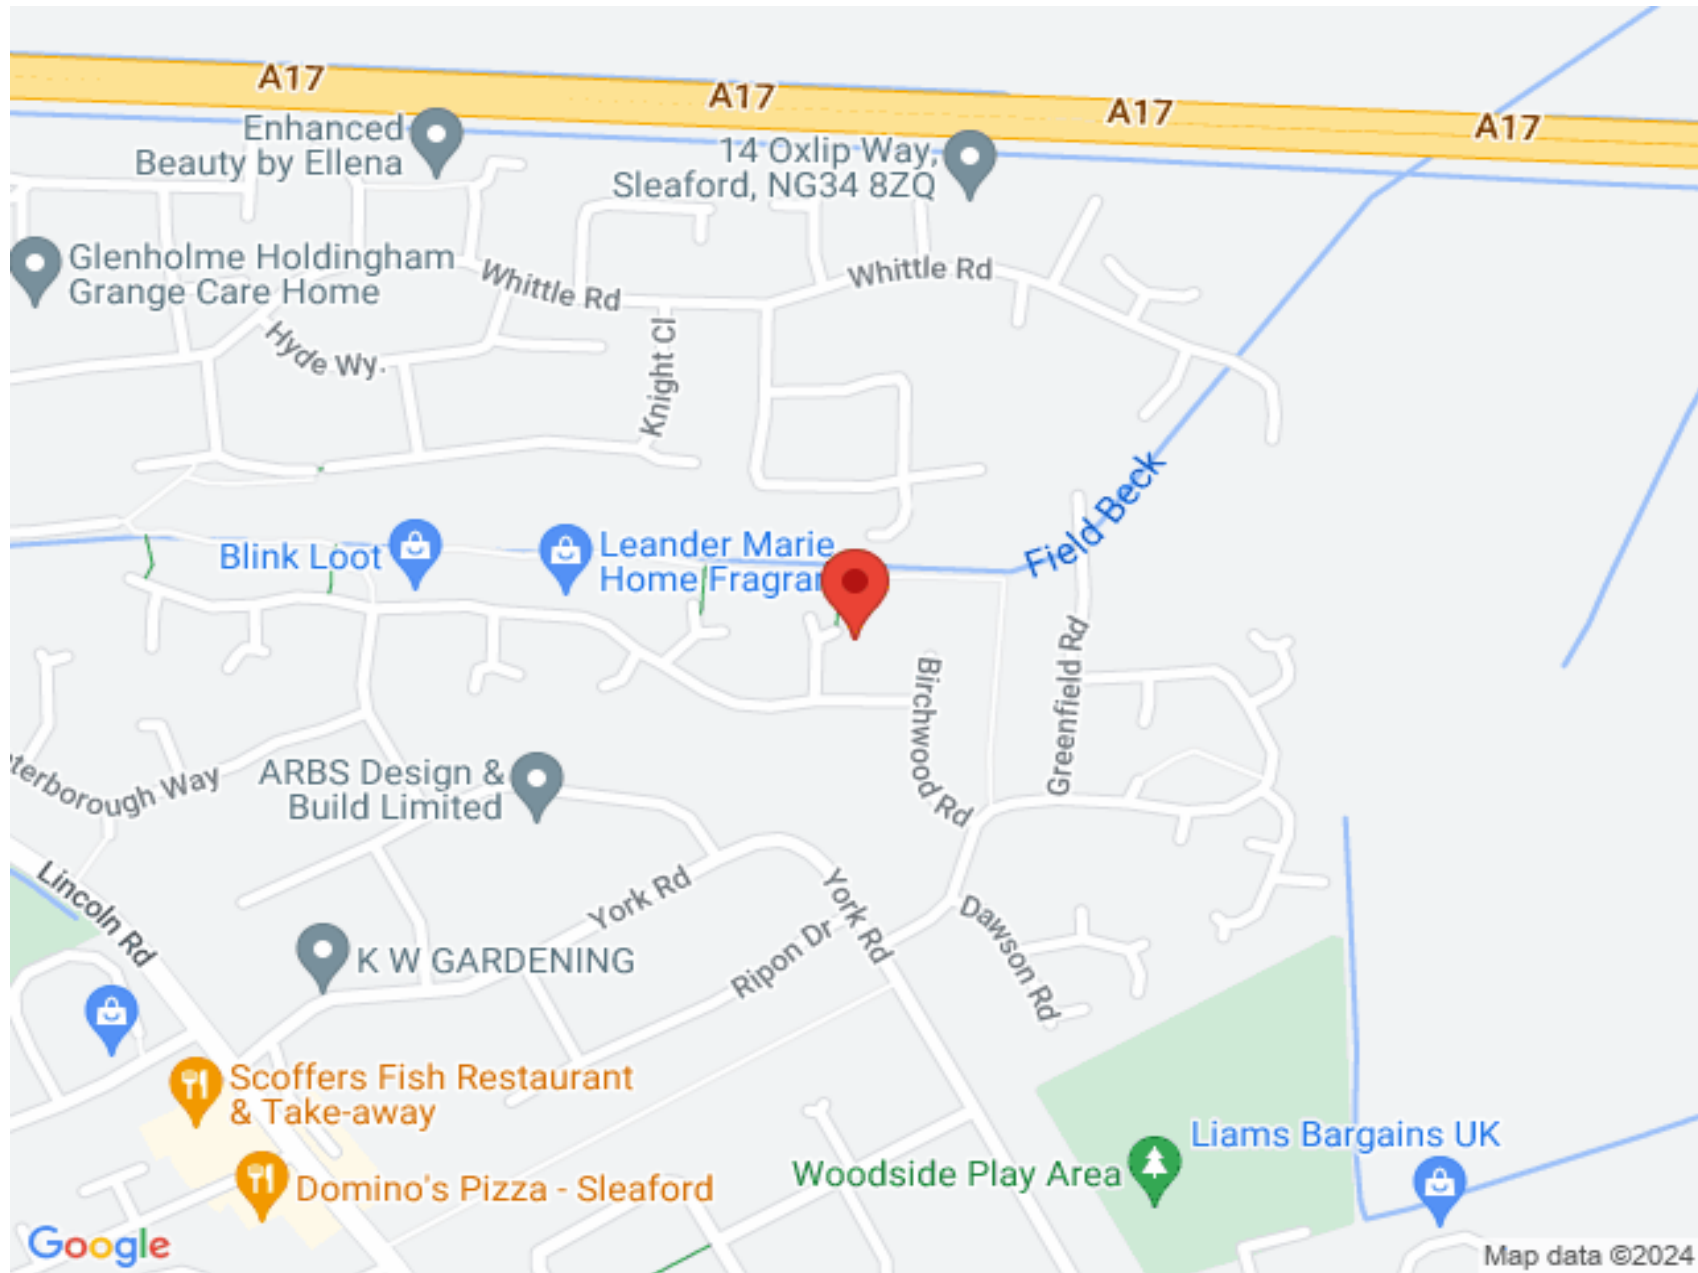 A17
A17
A17
A17
Enhanced
Beauty by Ellena
14 Oxlip Way,
Sleaford, NG34 8ZQ
Glenholme Holdingham
Grange Care Home
Whittle Rd
Whittle Rd
Hyde Wy.
Knight Cl
Field Beck
Blink Loot
Leander Marie
Home Fragra
Birchwood Rd
Greenfield Rd
terborough Way
ARBS Design &
Build Limited
Lincoln Rd
York Rd
York Rd
Ripon Dr
Dawson Rd
K W GARDENING
Scoffers Fish Restaurant
& Take-away
Domino's Pizza - Sleaford
Woodside Play Area
Liams Bargains UK
Google
Map data ©2024